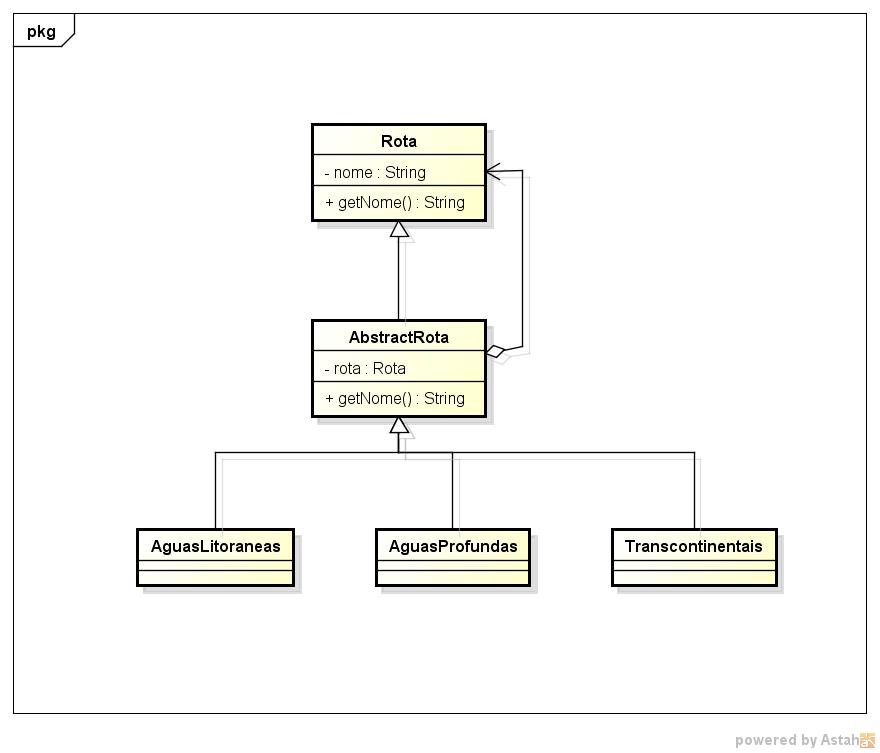 pkg
Rota
- nome : String
+ getNome() : String
AbstractRota
- rota : Rota
+ getNome() : String
AguasLitoraneas
AguasProfundas
Transcontinentais
powered by Astah